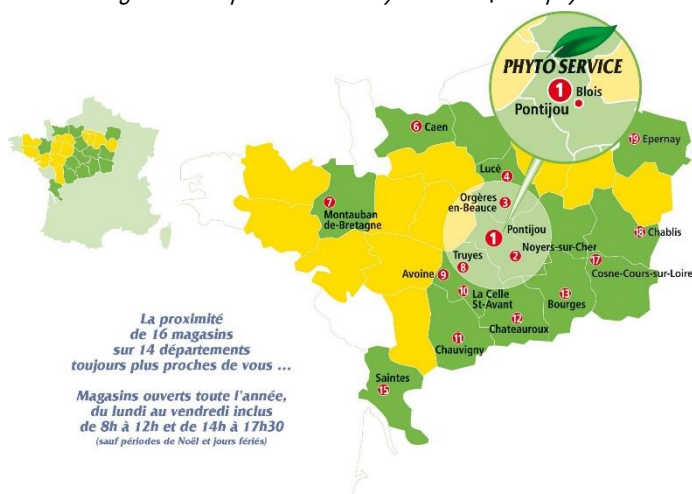 PHYTO SERVICE
1
Blois
Pontijou
6 Caen
19 Epernay
Lucé
4
7
Montauban
de-Bretagne
Orgères
en-Beauce
3
1
Pontijou
2
Noyers-sur-Cher
18 Chablis
17
Cosne-Cours-sur-Loire
Truyes
8
Avoine 9
10
La Celle
St-Avant
13
Bourges
12
Chateauroux
11
Chauvigny
Saintes
15
La proximité
de 16 magasins
sur 14 départements
toujours plus proches de vous ...
Magasins ouverts toute l'année,
du lundi au vendredi inclus
de 8h à 12h et de 14h à 17h30
(sauf périodes de Noël et jours fériés)